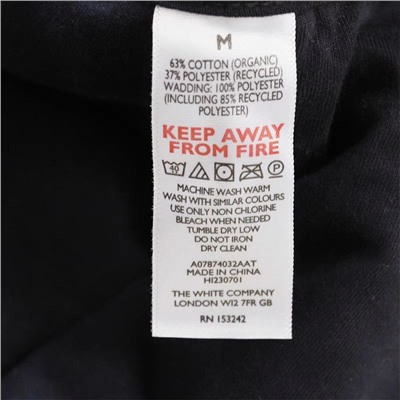 M
63% COTTON (ORGANIC)
37% POLYESTER (RECYCLED)
WADDING: 100% POLYESTER
(INCLUDING 85% RECYCLED
POLYESTER)
KEEP AWAY
FROM FIRE
40
MACHINE WASH WARM
WASH WITH SIMILAR COLOURS
USE ONLY NON CHLORINE
BLEACH WHEN NEEDED
TUMBLE DRY LOW
DO NOT IRON
DRY CLEAN
A07874032AAT
MADE IN CHINA
HI230701
THE WHITE COMPANY
LONDON W12 7FR GB
RN 153242